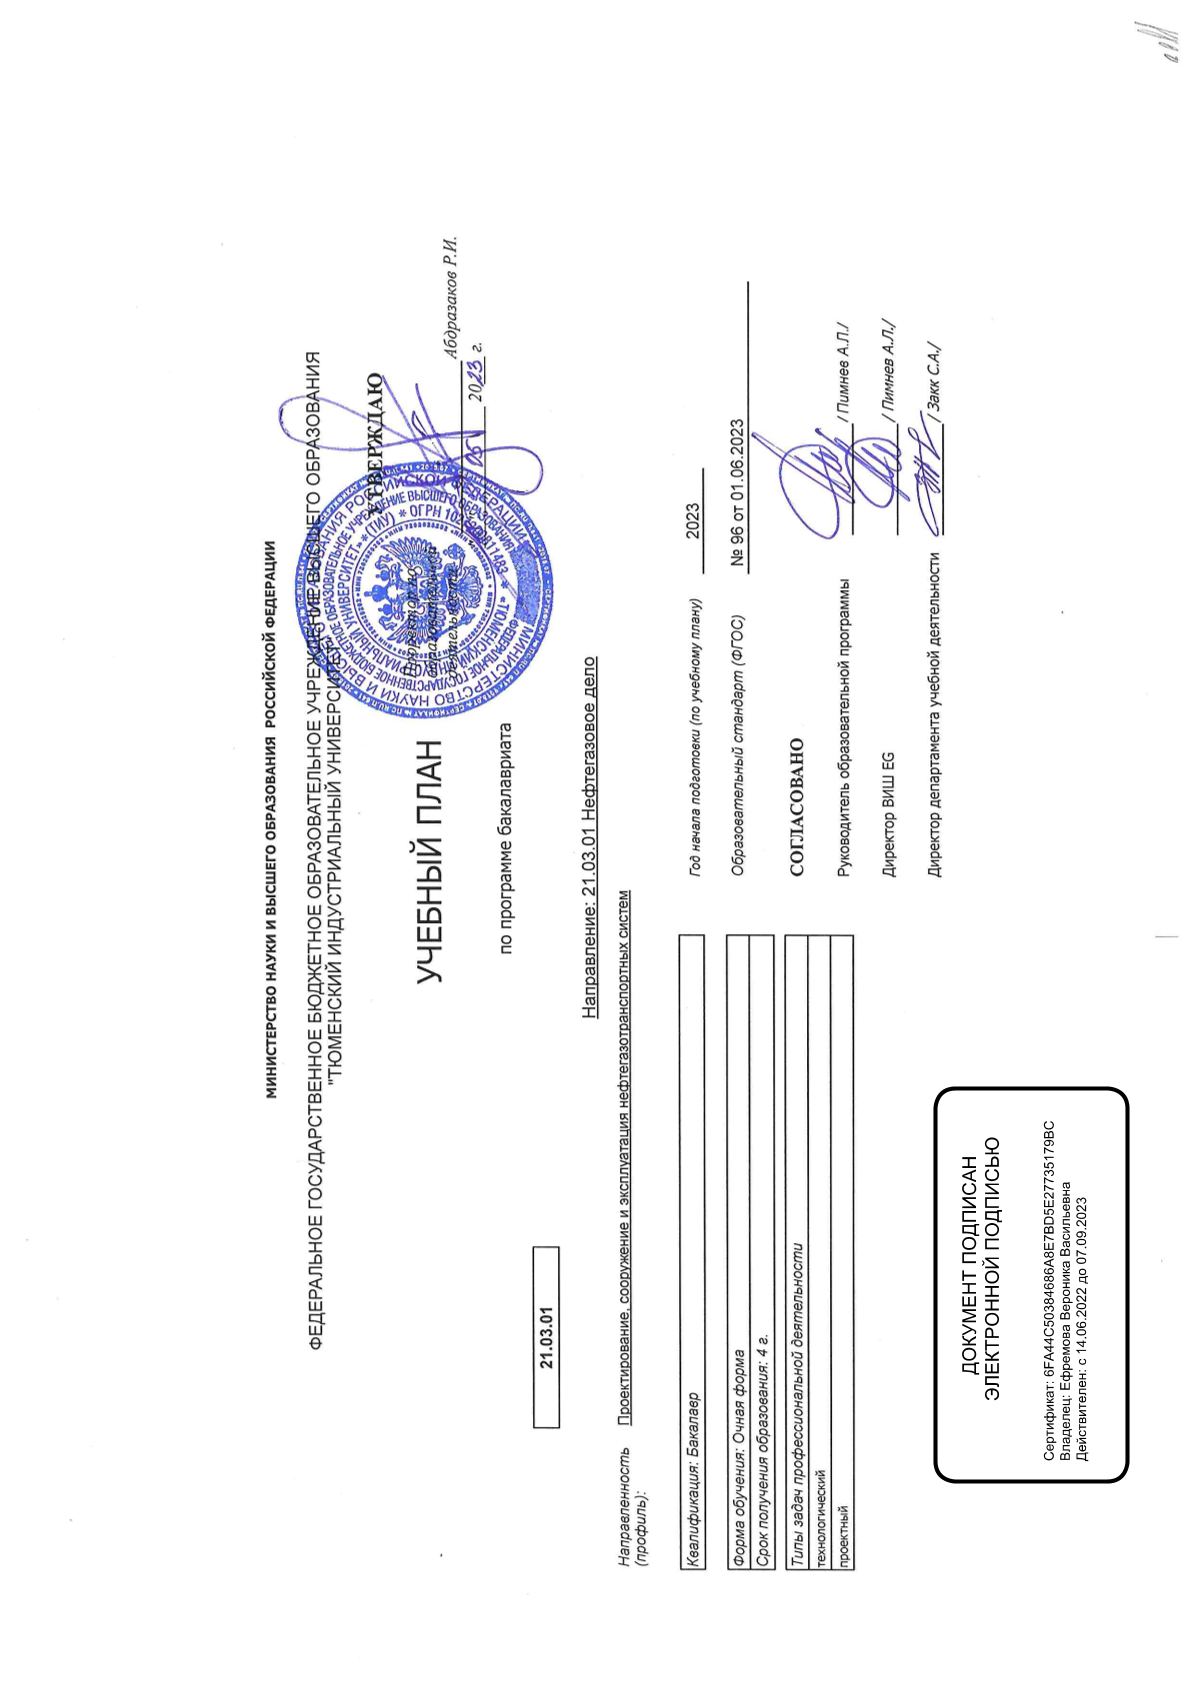 МИНИСТЕРСТВО НАУКИ И ВЫСШЕГО ОБРАЗОВАНИЯ РОССИЙСКОЙ ФЕДЕРАЦИИ
ФЕДЕРАЛЬНОЕ ГОСУДАРСТВЕННОЕ БЮДЖЕТНОЕ ОБРАЗОВАТЕЛЬНОЕ УЧРЕЖДЕНИЕ ВЫСШЕГО ОБРАЗОВАНИЯ
"ТЮМЕНСКИЙ ИНДУСТРИАЛЬНЫЙ УНИВЕРСИТЕТ"
УТВЕРЖДАЮ
Проректор по
образовательной
деятельности
Абдразаков Р.И.
2023 г.
УЧЕБНЫЙ ПЛАН
по программе бакалавриата
21.03.01
Направление: 21.03.01 Нефтегазовое дело
Направленность
(профиль):
Проектирование, сооружение и эксплуатация нефтегазотранспортных систем
Квалификация: Бакалавр
Форма обучения: Очная форма
Срок получения образования: 4 г.
Типы задач профессиональной деятельности
технологический
проектный
Год начала подготовки (по учебному плану) 2023
Образовательный стандарт (ФГОС) № 96 от 01.06.2023
СОГЛАСОВАНО
Руководитель образовательной программы / Пимнев А.Л./
Директор ВИШ EG / Пимнев А.Л./
Директор департамента учебной деятельности / Закк С.А./
ДОКУМЕНТ ПОДПИСАН
ЭЛЕКТРОННОЙ ПОДПИСЬЮ
Сертификат: 6FA44C50384686A8E7BD5E27735179BC
Владелец: Ефремова Вероника Васильевна
Действителен: с 14.06.2022 до 07.09.2023